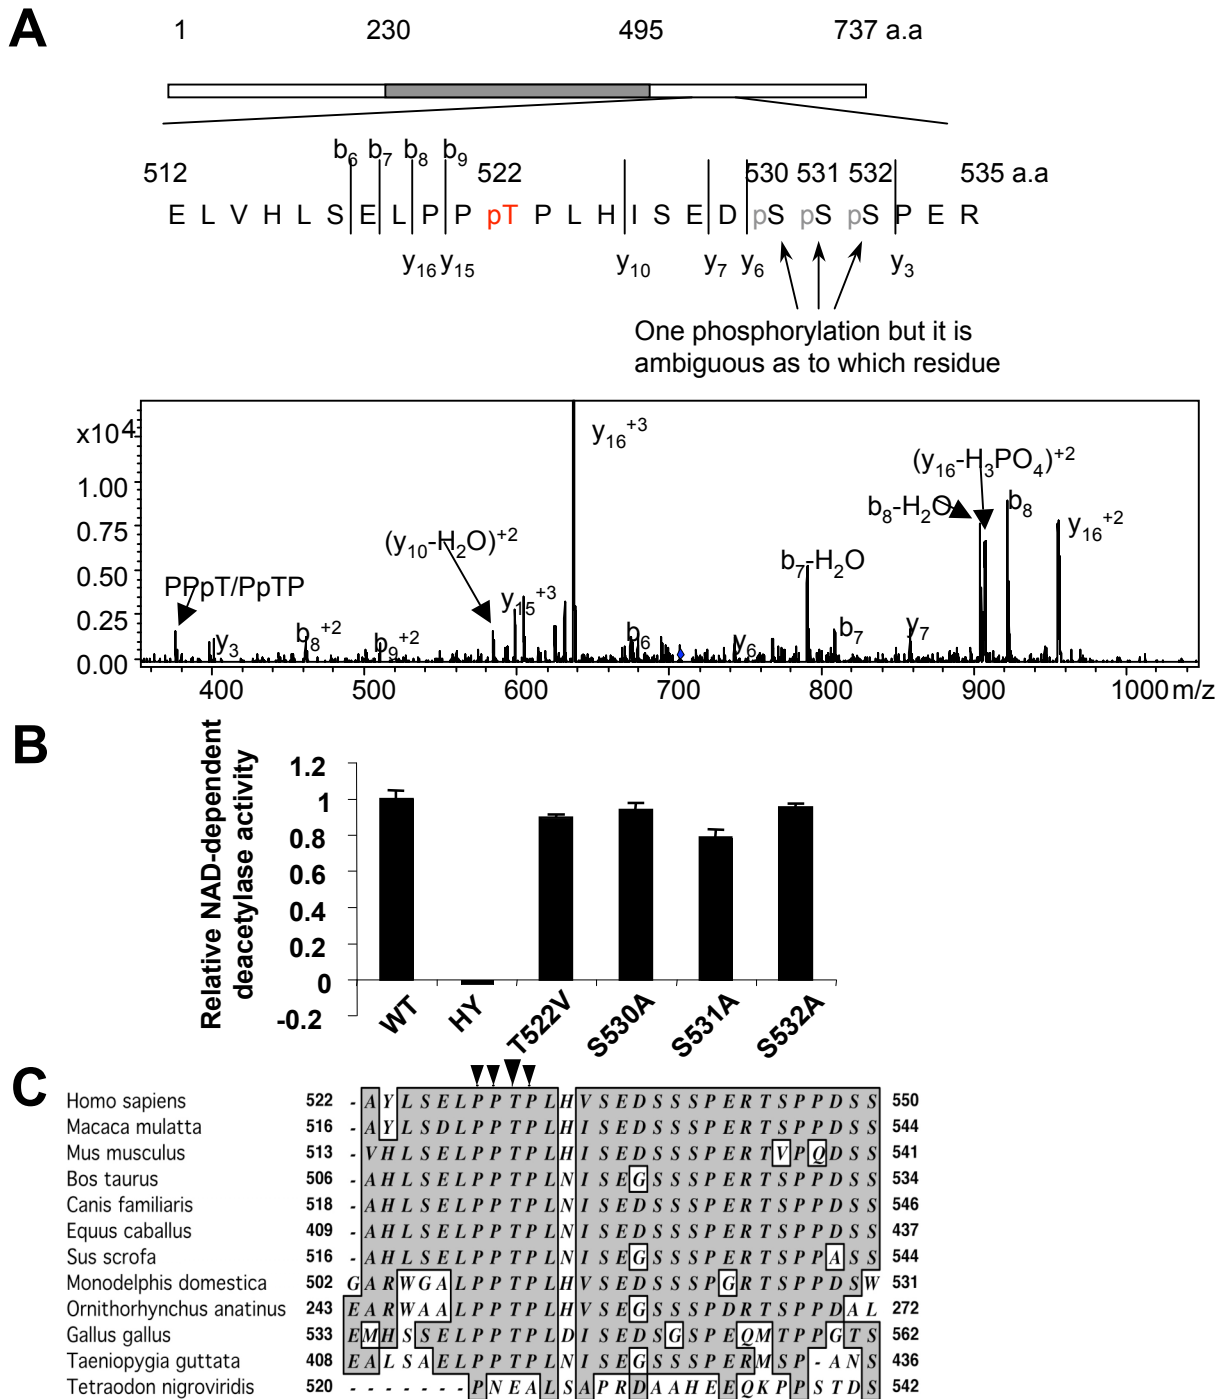 A
1 230 495 737 a.a
b6 b7 b8 b9
512 522 530 531 532 535 a.a
E L V H L S E L P P pT P L H I S E D pS pS pS P E R
y16 y15 y10 y7 y6 y3
One phosphorylation but it is
ambiguous as to which residue
x10^4
1.00
0.75
0.50
0.25
0.00
PPpT/PpTP
y3
b8+2
b9+2
(y10-H2O)+2
y15+3
y16+3
b6
y6
b7-H2O
b7
y7
b8-H2O
(y16-H3PO4)+2
b8
y16+2
400 500 600 700 800 900 1000 m/z
B
Relative NAD-dependent
deacetylase activity
1.2
1
0.8
0.6
0.4
0.2
0
-0.2
WT HY T522V S530A S531A S532A
C
Homo sapiens 522 - A Y L S E L P P T P L H V S E D S S S P E R T S P P D S S 550
Macaca mulatta 516 - A Y L S D L P P T P L H I S E D S S S P E R T S P P D S S 544
Mus musculus 513 - V H L S E L P P T P L H I S E D S S S P E R T V P Q D S S 541
Bos taurus 506 - A H L S E L P P T P L N I S E G S S S P E R T S P P D S S 534
Canis familiaris 518 - A H L S E L P P T P L N I S E D S S S P E R T S P P D S S 546
Equus caballus 409 - A H L S E L P P T P L N I S E D S S S P E R T S P P D S S 437
Sus scrofa 516 - A H L S E L P P T P L N I S E G S S S P E R T S P P A S S 544
Monodelphis domestica 502 G A R W G A L P P T P L H V S E D S S S P G R T S P P D S W 531
Ornithorhynchus anatinus 243 E A R W A A L P P T P L H V S E G S S S P D R T S P P D A L 272
Gallus gallus 533 E M H S S E L P P T P L D I S E D S G S P E Q M T P P G T S 562
Taeniopygia guttata 408 E A L S A E L P P T P L N I S E G S S S P E R M S P - A N S 436
Tetraodon nigroviridis 520 - - - - - - - P N E A L S A P R D A A H E E Q K P P S T D S 542